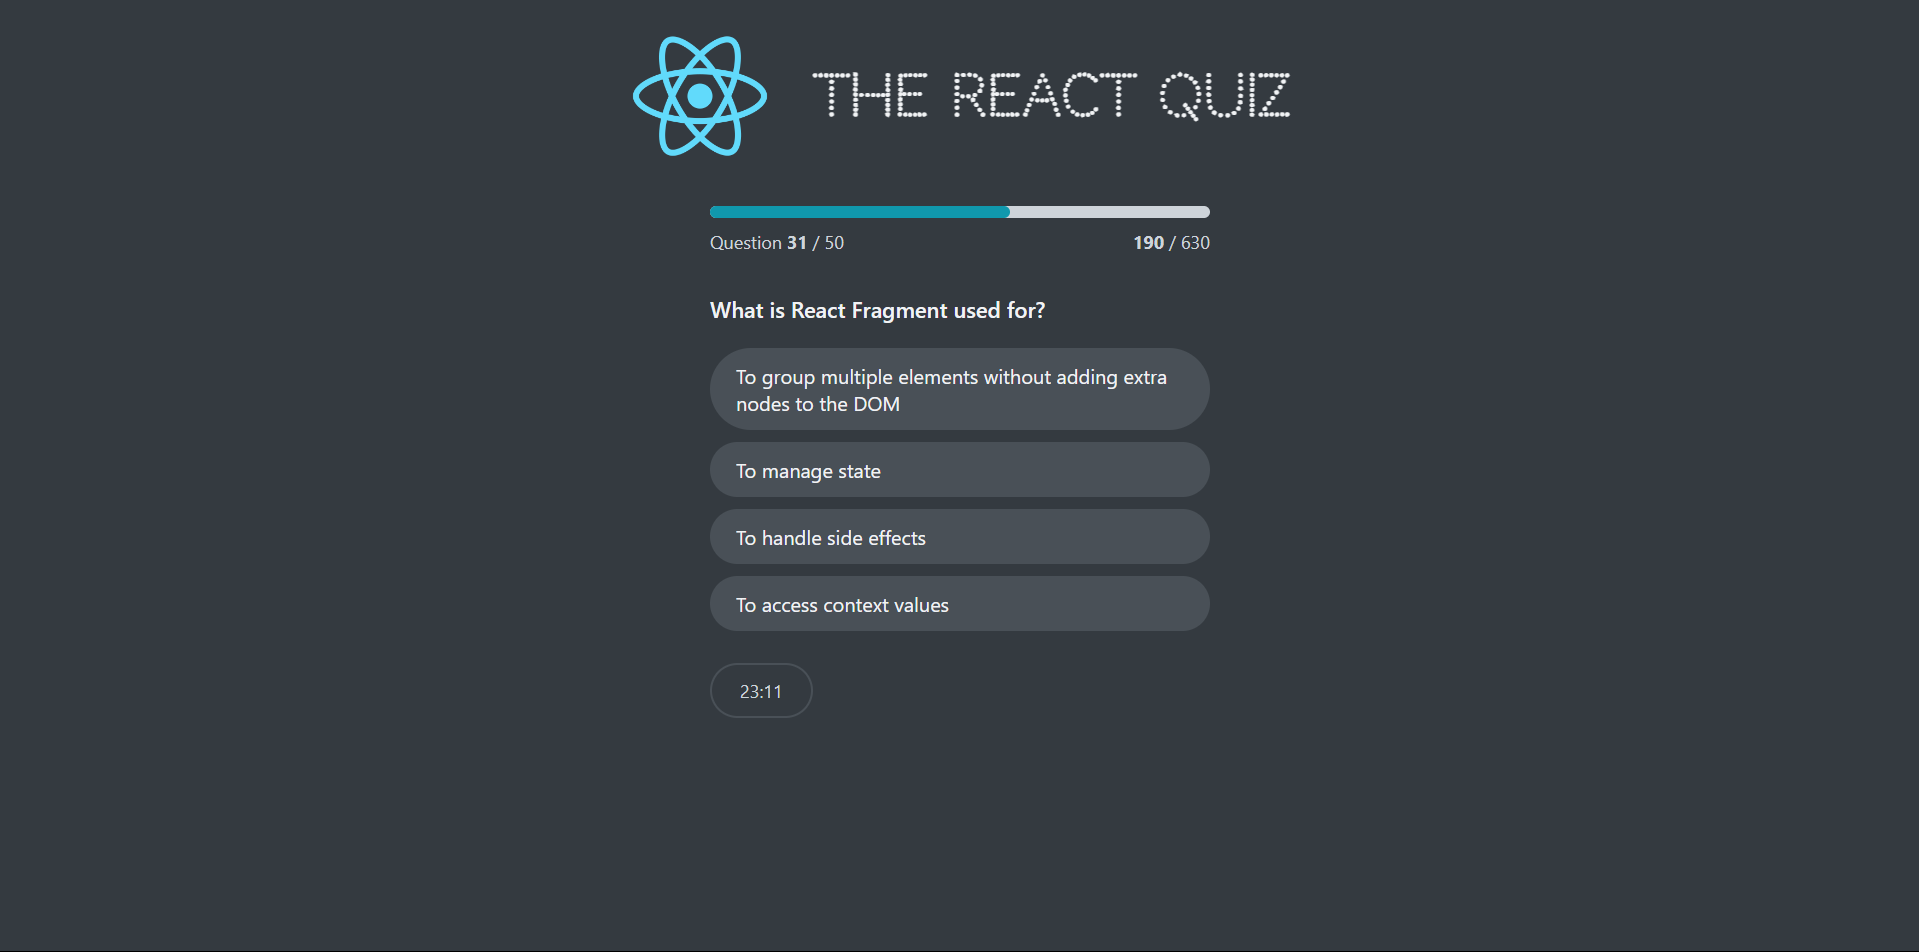 THE REACT QUIZ
Question 31 / 50
190 / 630
What is React Fragment used for?
To group multiple elements without adding extra
nodes to the DOM
To manage state
To handle side effects
To access context values
23:11